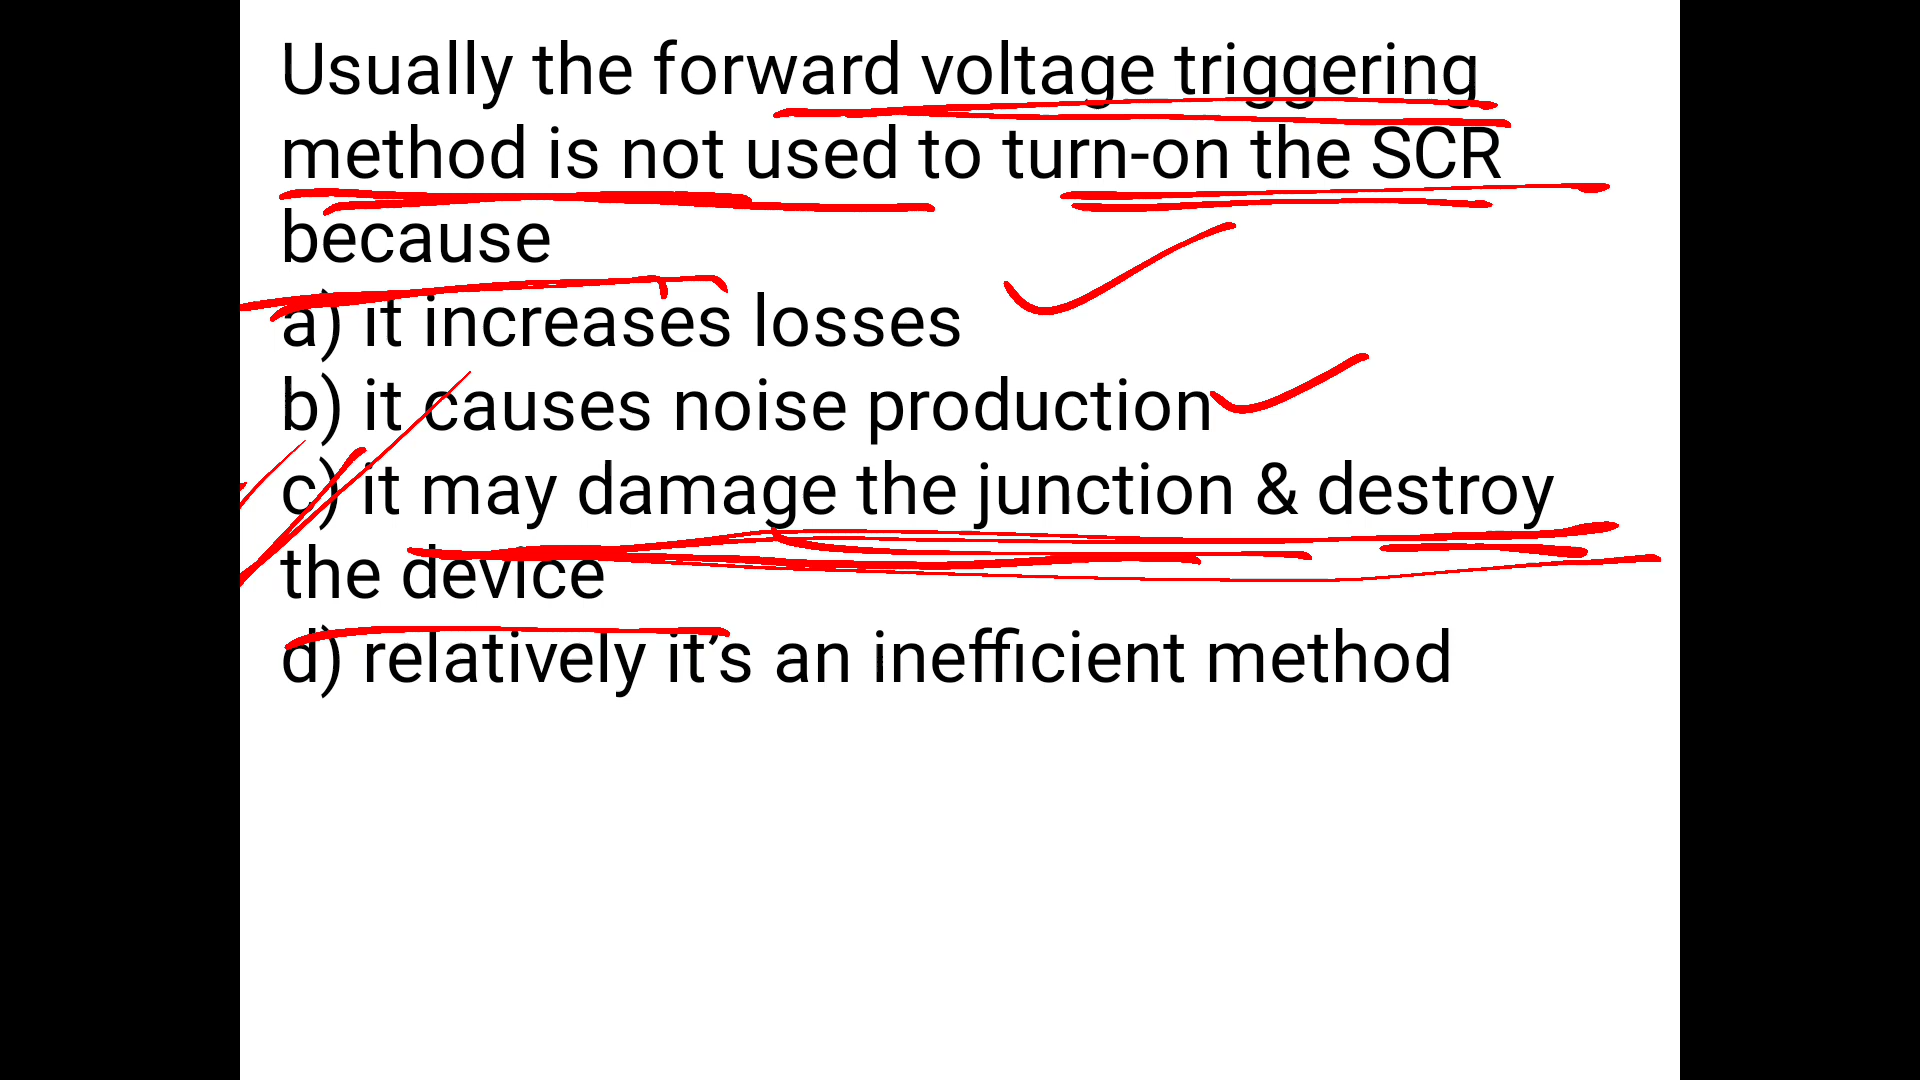 Usually the forward voltage triggering
method is not used to turn-on the SCR
because
a) it increases losses
b) it causes noise production
c) it may damage the junction & destroy
the device
d) relatively it’s an inefficient method